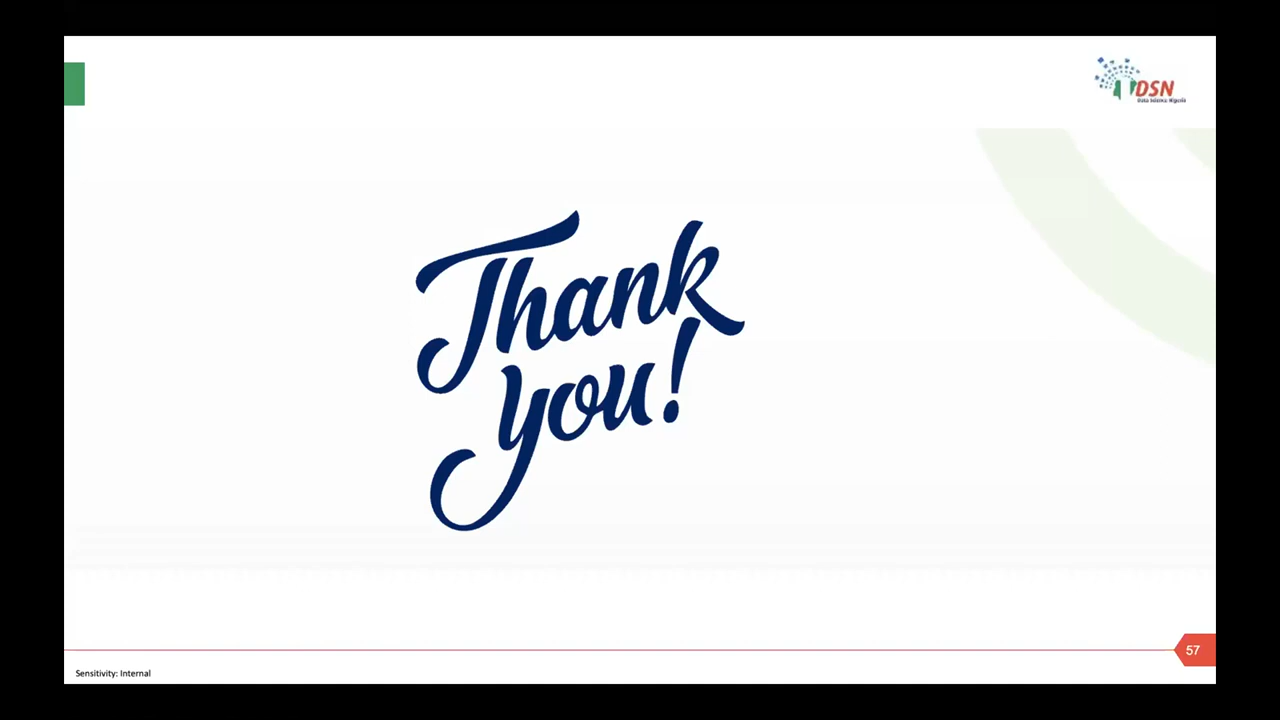 DSN
Data Science Nigeria
Thank
you!
57
Sensitivity: Internal